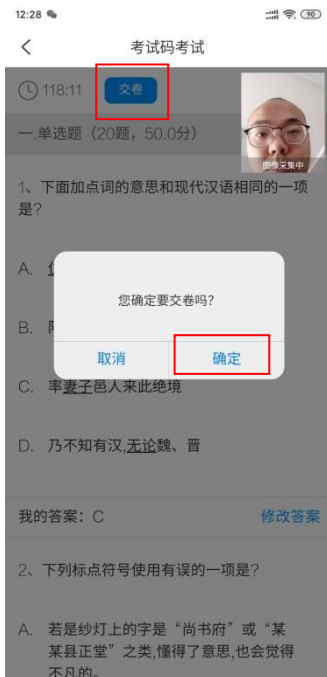 12:28
90
考试码考试
118:11
交卷
一.单选题（20题，50.0分）
图像采集中
1、下面加点词的意思和现代汉语相同的一项
是？
A.
您确定要交卷吗？
B.
取消
确定
C. 率妻子邑人来此绝境
D. 乃不知有汉,无论魏、晋
我的答案：C
修改答案
2、下列标点符号使用有误的一项是？
A. 若是纱灯上的字是“尚书府”或“某
某县正堂”之类,懂得了意思,也会觉得
不凡的。